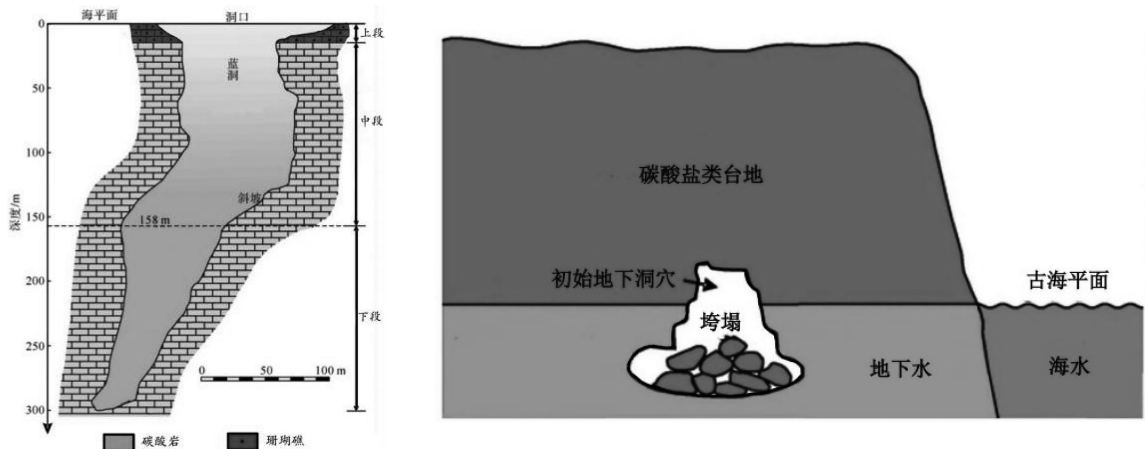 海平面
洞口
0
50
100
150
200
250
300
深度/m
蓝洞
上段
中段
下段
斜坡
158 m
0 50 100 m
碳酸岩
珊瑚礁
碳酸盐类台地
初始地下洞穴
垮塌
古海平面
地下水
海水